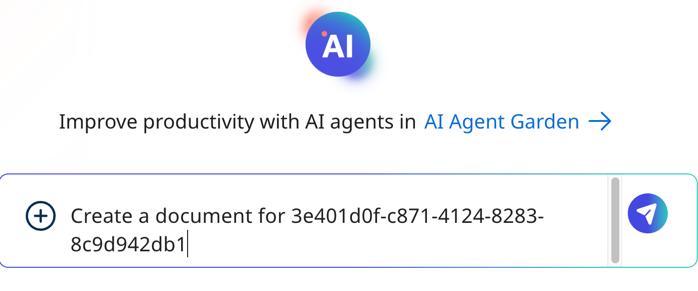 AI
Improve productivity with AI agents in AI Agent Garden
Create a document for 3e401d0f-c871-4124-8283-
8c9d942db1